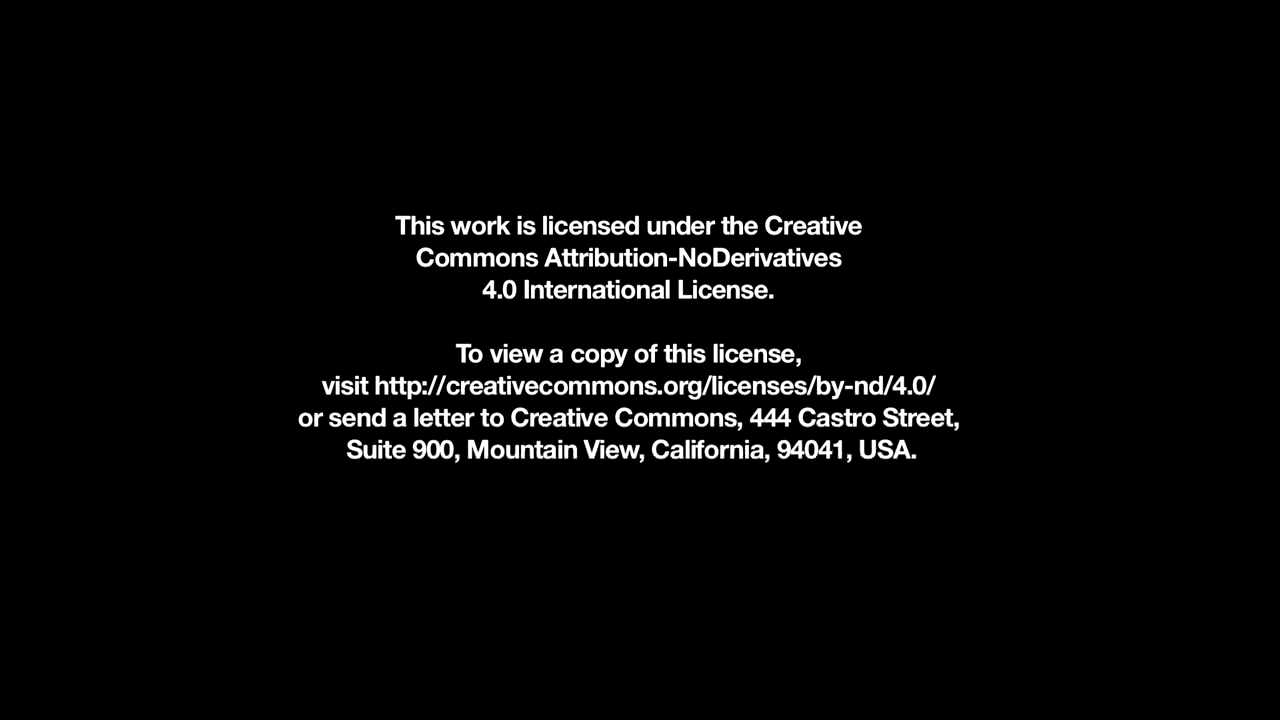 This work is licensed under the Creative
Commons Attribution-NoDerivatives
4.0 International License.
To view a copy of this license,
visit http://creativecommons.org/licenses/by-nd/4.0/
or send a letter to Creative Commons, 444 Castro Street,
Suite 900, Mountain View, California, 94041, USA.